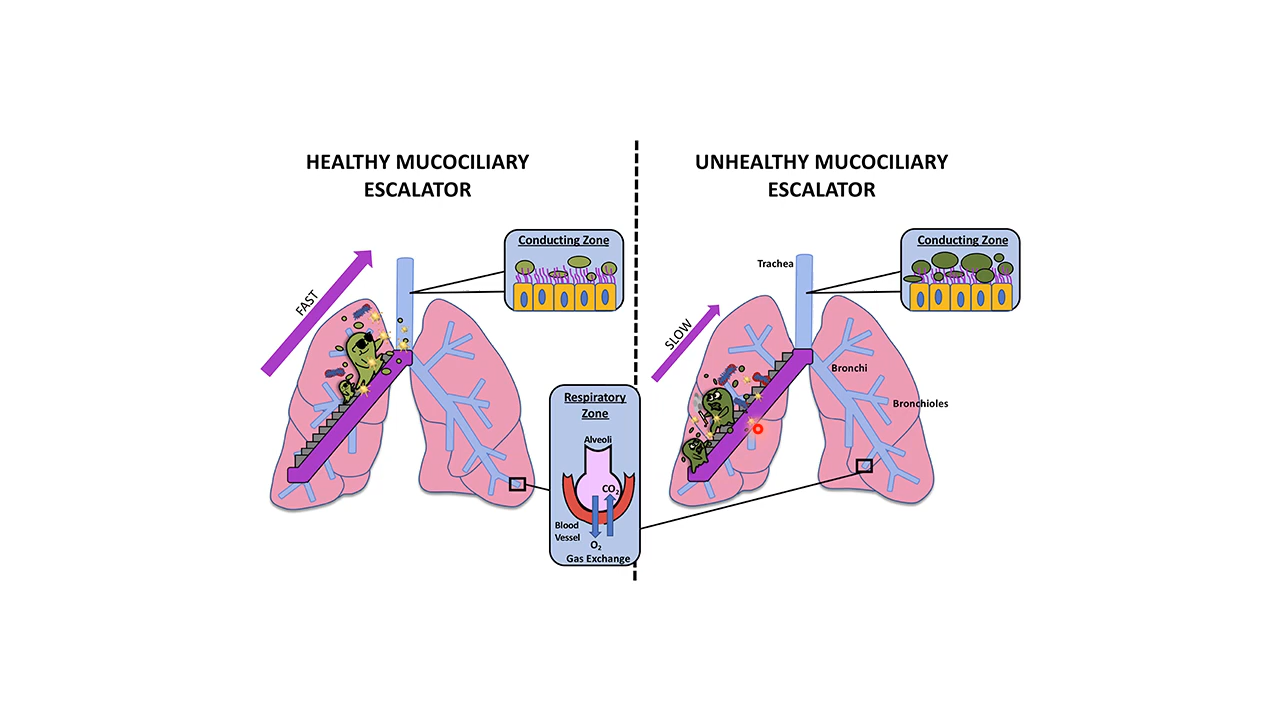 HEALTHY MUCOCILIARY
ESCALATOR
FAST
Conducting Zone
Respiratory
Zone
Alveoli
CO₂
Blood
Vessel
O₂
Gas Exchange
UNHEALTHY MUCOCILIARY
ESCALATOR
SLOW
Trachea
Conducting Zone
Bronchi
Bronchioles